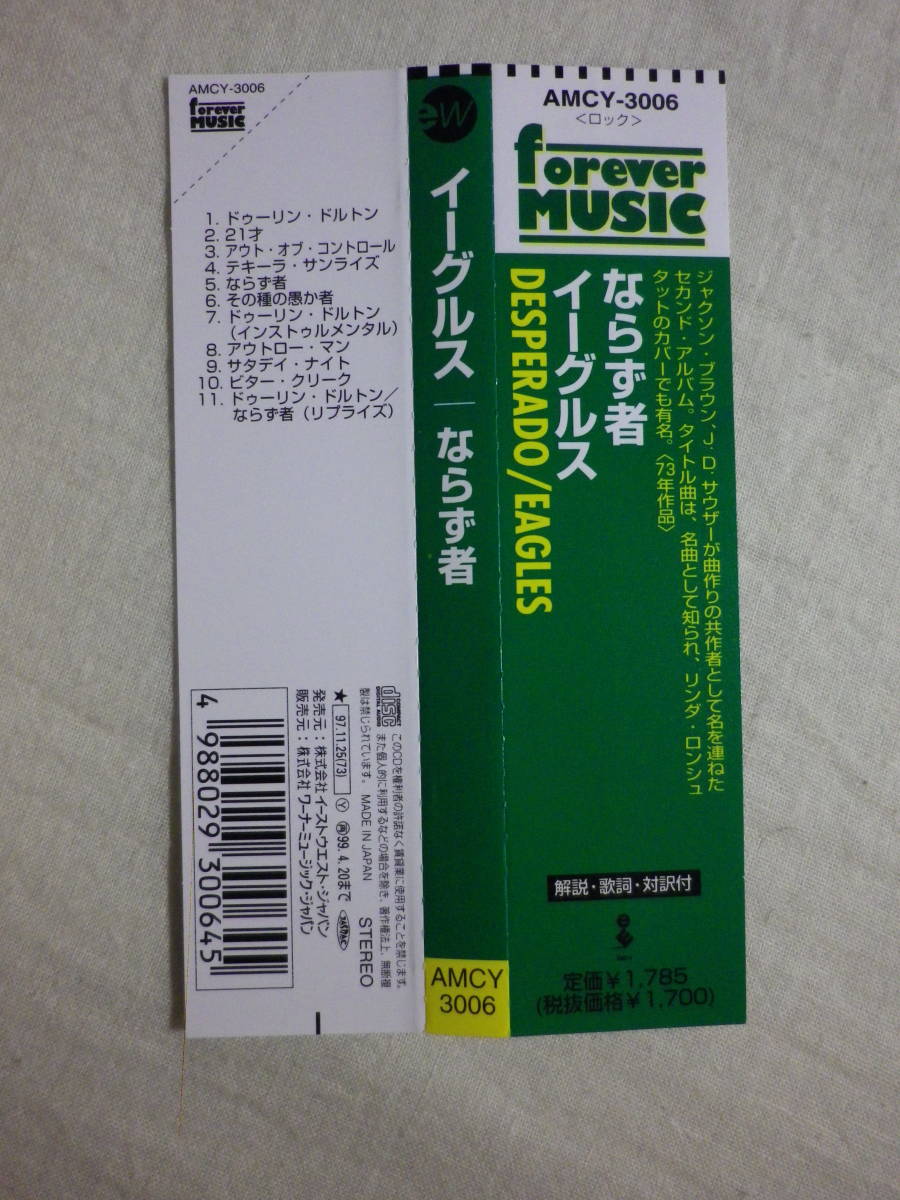 AMCY-3006
forever
MUSIC
1. ドゥーリン・ドルトン
2. 21才
3. アウト・オブ・コントロール
4. テキーラ・サンライズ
5. ならず者
6. その種の愚か者
7. ドゥーリン・ドルトン
(インストゥルメンタル)
8. アウトロー・マン
9. サタデイ・ナイト
10. ビター・クリーク
11. ドゥーリン・ドルトン／
ならず者 (リプライズ)
COMPACT
disc
DIGITAL AUDIO
このCDを権利者の許諾なく賃貸業に使用することを禁じます。
また個人的に利用するなどの場合を除き、著作権法上、無断複
製は禁じられています。 MADE IN JAPAN STEREO
★ 97.11.25(73) Ⓨ 再99.4.20まで JASRAC
発売元：株式会社 イーストウエスト・ジャパン
販売元：株式会社 ワーナーミュージック・ジャパン
4 988029 300645
ew
イーグルス｜ならず者
AMCY
3006
AMCY-3006
<ロック>
forever
MUSIC
ジャクソン・ブラウン、J.D.サウザーが曲作りの共作者として名を連ねた
セカンド・アルバム。タイトル曲は、名曲として知られ、リンダ・ロンシュ
タットのカバーでも有名。〈73年作品〉
ならず者
イーグルス
DESPERADO/EAGLES
解説・歌詞・対訳付
定価￥1,785
(税抜価格￥1,700)